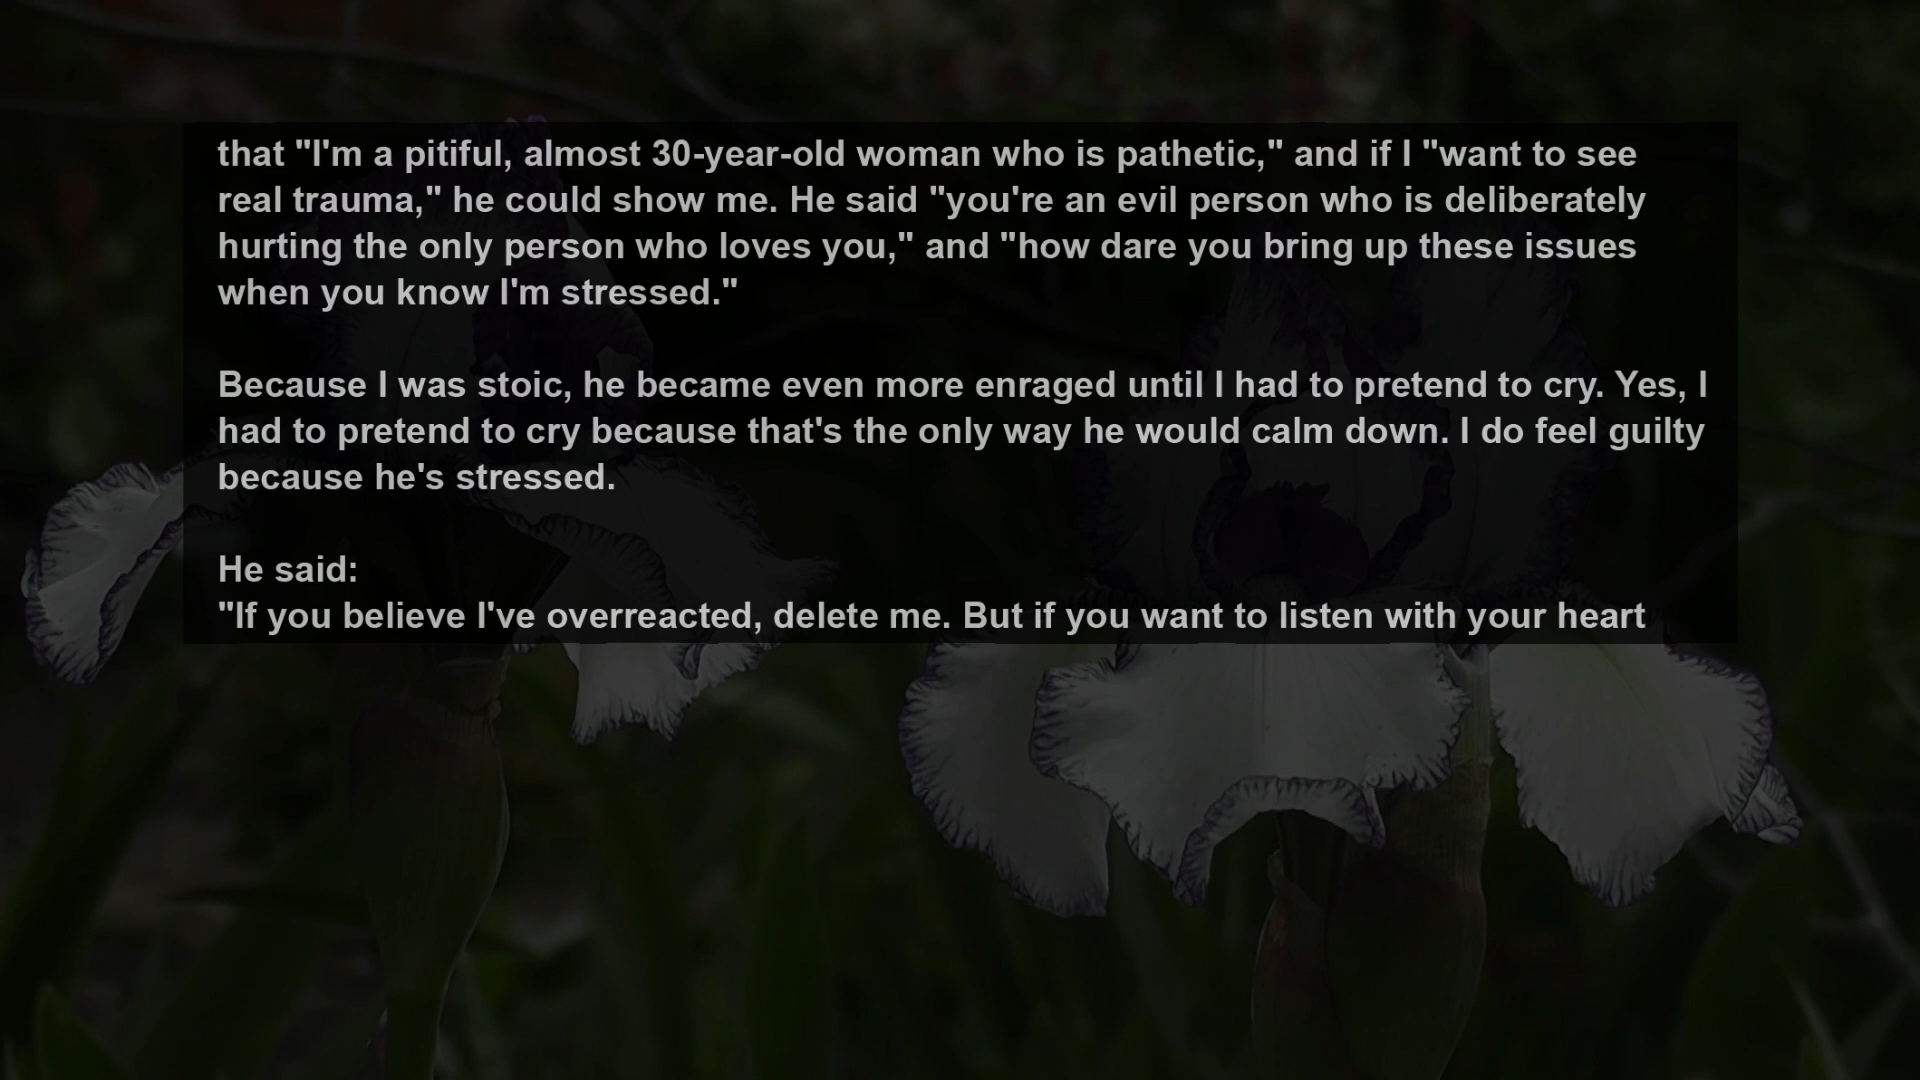 that "I'm a pitiful, almost 30-year-old woman who is pathetic," and if I "want to see
real trauma," he could show me. He said "you're an evil person who is deliberately
hurting the only person who loves you," and "how dare you bring up these issues
when you know I'm stressed."
Because I was stoic, he became even more enraged until I had to pretend to cry. Yes, I
had to pretend to cry because that's the only way he would calm down. I do feel guilty
because he's stressed.
He said:
"If you believe I've overreacted, delete me. But if you want to listen with your heart